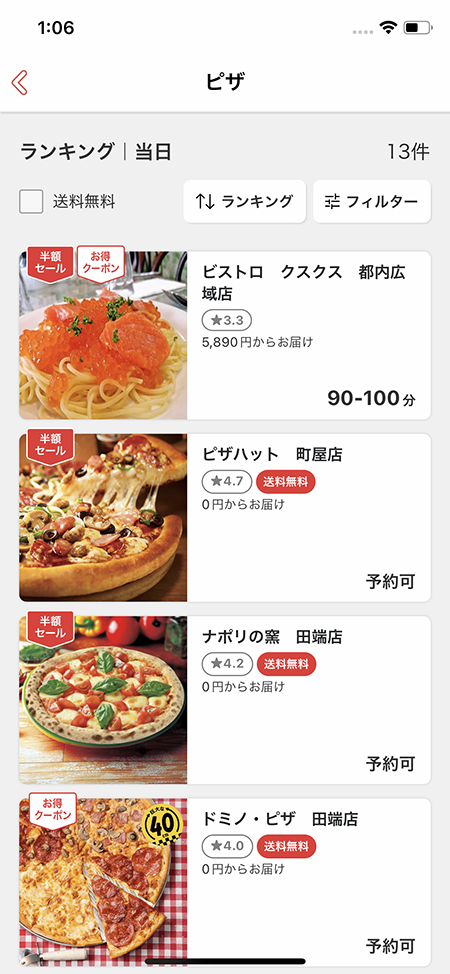 1:06
ピザ
ランキング｜当日
13件
送料無料
ランキング
フィルター
半額
セール
お得
クーポン
ビストロ　クスクス　都内広
域店
★3.3
5,890円からお届け
90-100分
半額
セール
ピザハット　町屋店
★4.7
送料無料
0円からお届け
予約可
半額
セール
ナポリの窯　田端店
★4.2
送料無料
0円からお届け
予約可
お得
クーポン
40
ドミノ・ピザ　田端店
★4.0
送料無料
0円からお届け
予約可